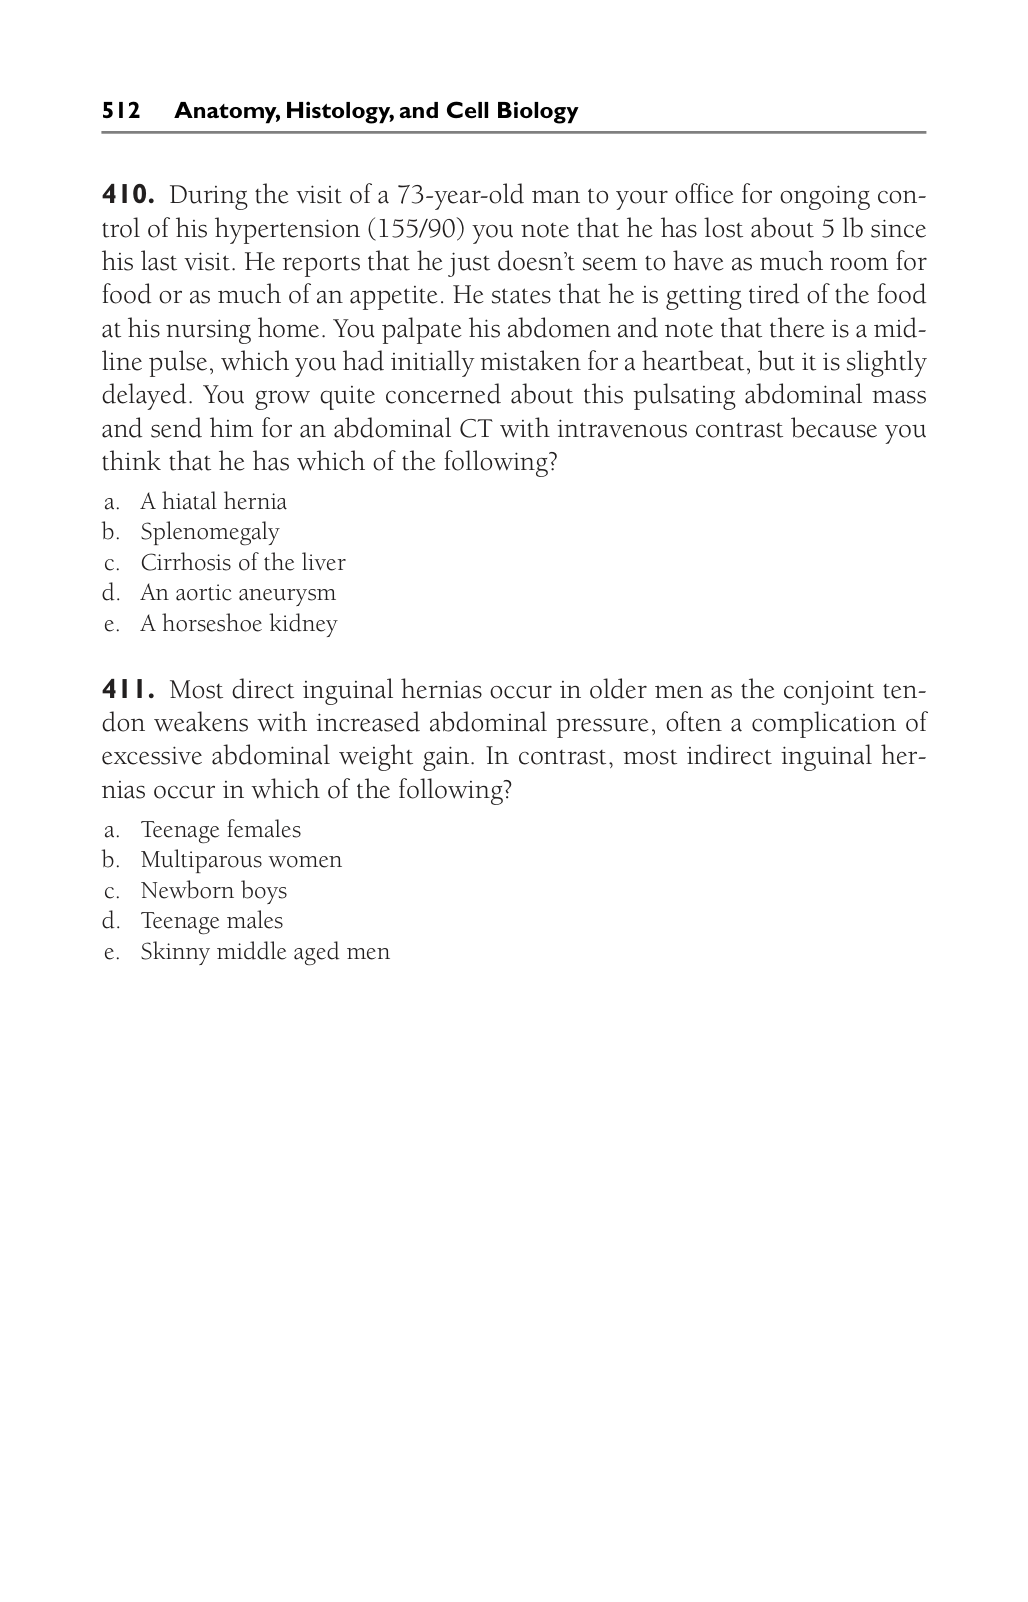 512 Anatomy, Histology, and Cell Biology
410. During the visit of a 73-year-old man to your office for ongoing con-
trol of his hypertension (155/90) you note that he has lost about 5 lb since
his last visit. He reports that he just doesn’t seem to have as much room for
food or as much of an appetite. He states that he is getting tired of the food
at his nursing home. You palpate his abdomen and note that there is a mid-
line pulse, which you had initially mistaken for a heartbeat, but it is slightly
delayed. You grow quite concerned about this pulsating abdominal mass
and send him for an abdominal CT with intravenous contrast because you
think that he has which of the following?
a. A hiatal hernia
b. Splenomegaly
c. Cirrhosis of the liver
d. An aortic aneurysm
e. A horseshoe kidney
411. Most direct inguinal hernias occur in older men as the conjoint ten-
don weakens with increased abdominal pressure, often a complication of
excessive abdominal weight gain. In contrast, most indirect inguinal her-
nias occur in which of the following?
a. Teenage females
b. Multiparous women
c. Newborn boys
d. Teenage males
e. Skinny middle aged men